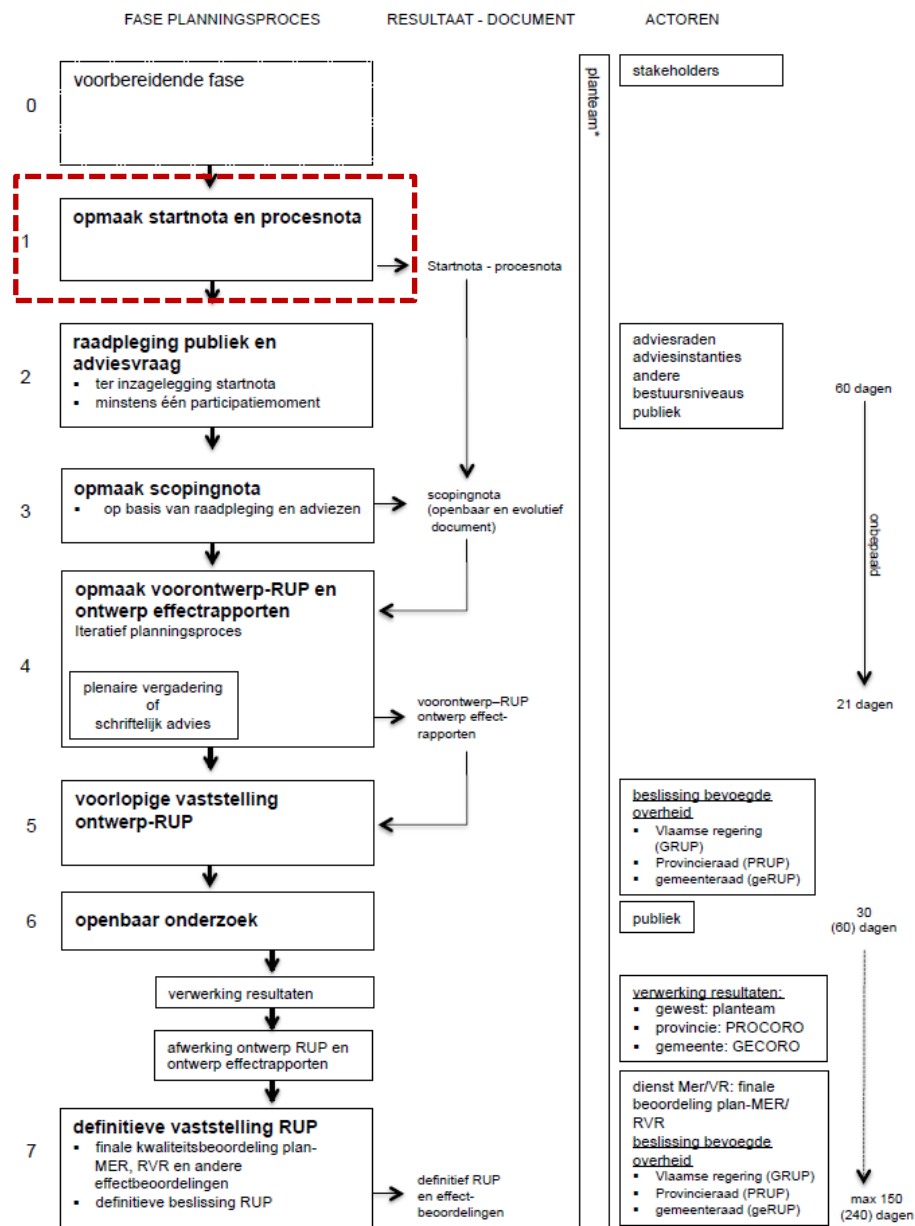 FASE PLANNINGSPROCES
RESULTAAT - DOCUMENT
ACTOREN
0
voorbereidende fase
planteam*
stakeholders
1
opmaak startnota en procesnota
Startnota - procesnota
2
raadpleging publiek en
adviesvraag
▪ ter inzagelegging startnota
▪ minstens één participatiemoment
adviesraden
adviesinstanties
andere
bestuursniveaus
publiek
60 dagen
3
opmaak scopingnota
▪ op basis van raadpleging en adviezen
scopingnota
(openbaar en evolutief
document)
onbepaald
4
opmaak voorontwerp-RUP en
ontwerp effectrapporten
Iteratief planningsproces
plenaire vergadering
of
schriftelijk advies
voorontwerp–RUP
ontwerp effect-
rapporten
21 dagen
5
voorlopige vaststelling
ontwerp-RUP
beslissing bevoegde
overheid
▪ Vlaamse regering
(GRUP)
▪ Provincieraad (PRUP)
▪ gemeenteraad (geRUP)
6
openbaar onderzoek
publiek
30
(60) dagen
verwerking resultaten
verwerking resultaten:
▪ gewest: planteam
▪ provincie: PROCORO
▪ gemeente: GECORO
afwerking ontwerp RUP en
ontwerp effectrapporten
7
definitieve vaststelling RUP
▪ finale kwaliteitsbeoordeling plan-
MER, RVR en andere
effectbeoordelingen
▪ definitieve beslissing RUP
definitief RUP
en effect-
beoordelingen
dienst Mer/VR: finale
beoordeling plan-MER/
RVR
beslissing bevoegde
overheid
▪ Vlaamse regering (GRUP)
▪ Provincieraad (PRUP)
▪ gemeenteraad (geRUP)
max 150
(240) dagen